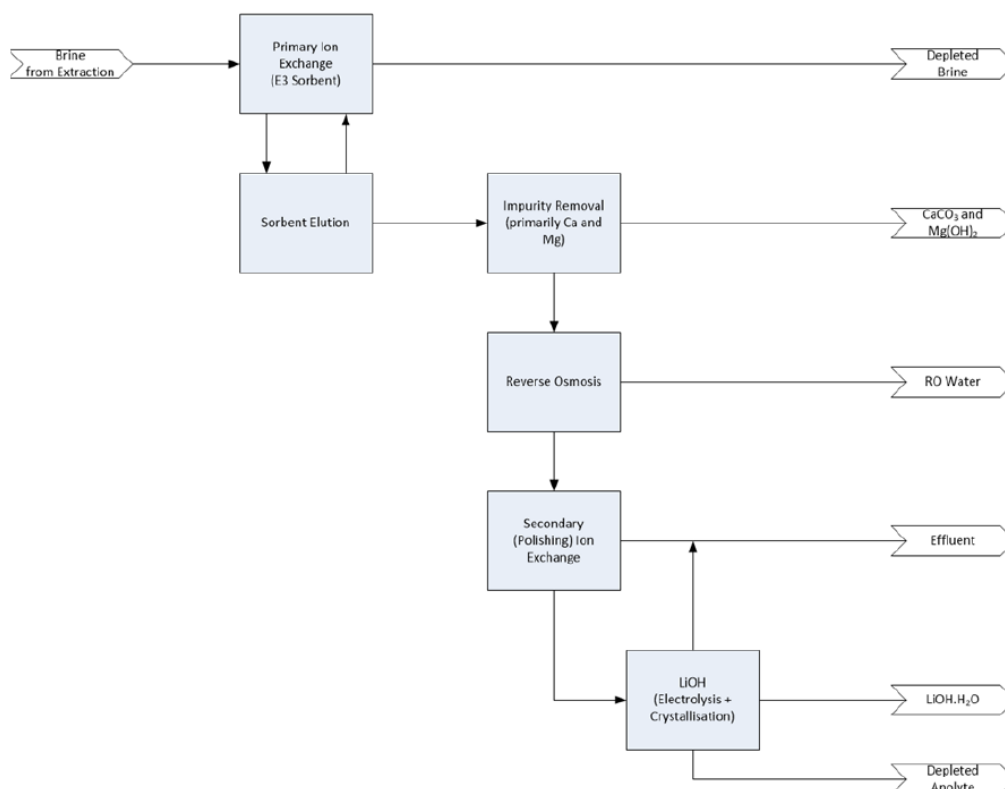 Brine
from Extraction
Primary Ion
Exchange
(E3 Sorbent)
Depleted
Brine
Sorbent Elution
Impurity Removal
(primarily Ca and
Mg)
CaCO₃ and
Mg(OH)₂
Reverse Osmosis
RO Water
Secondary
(Polishing) Ion
Exchange
Effluent
LiOH
(Electrolysis +
Crystallisation)
LiOH.H₂O
Depleted
Anolyte